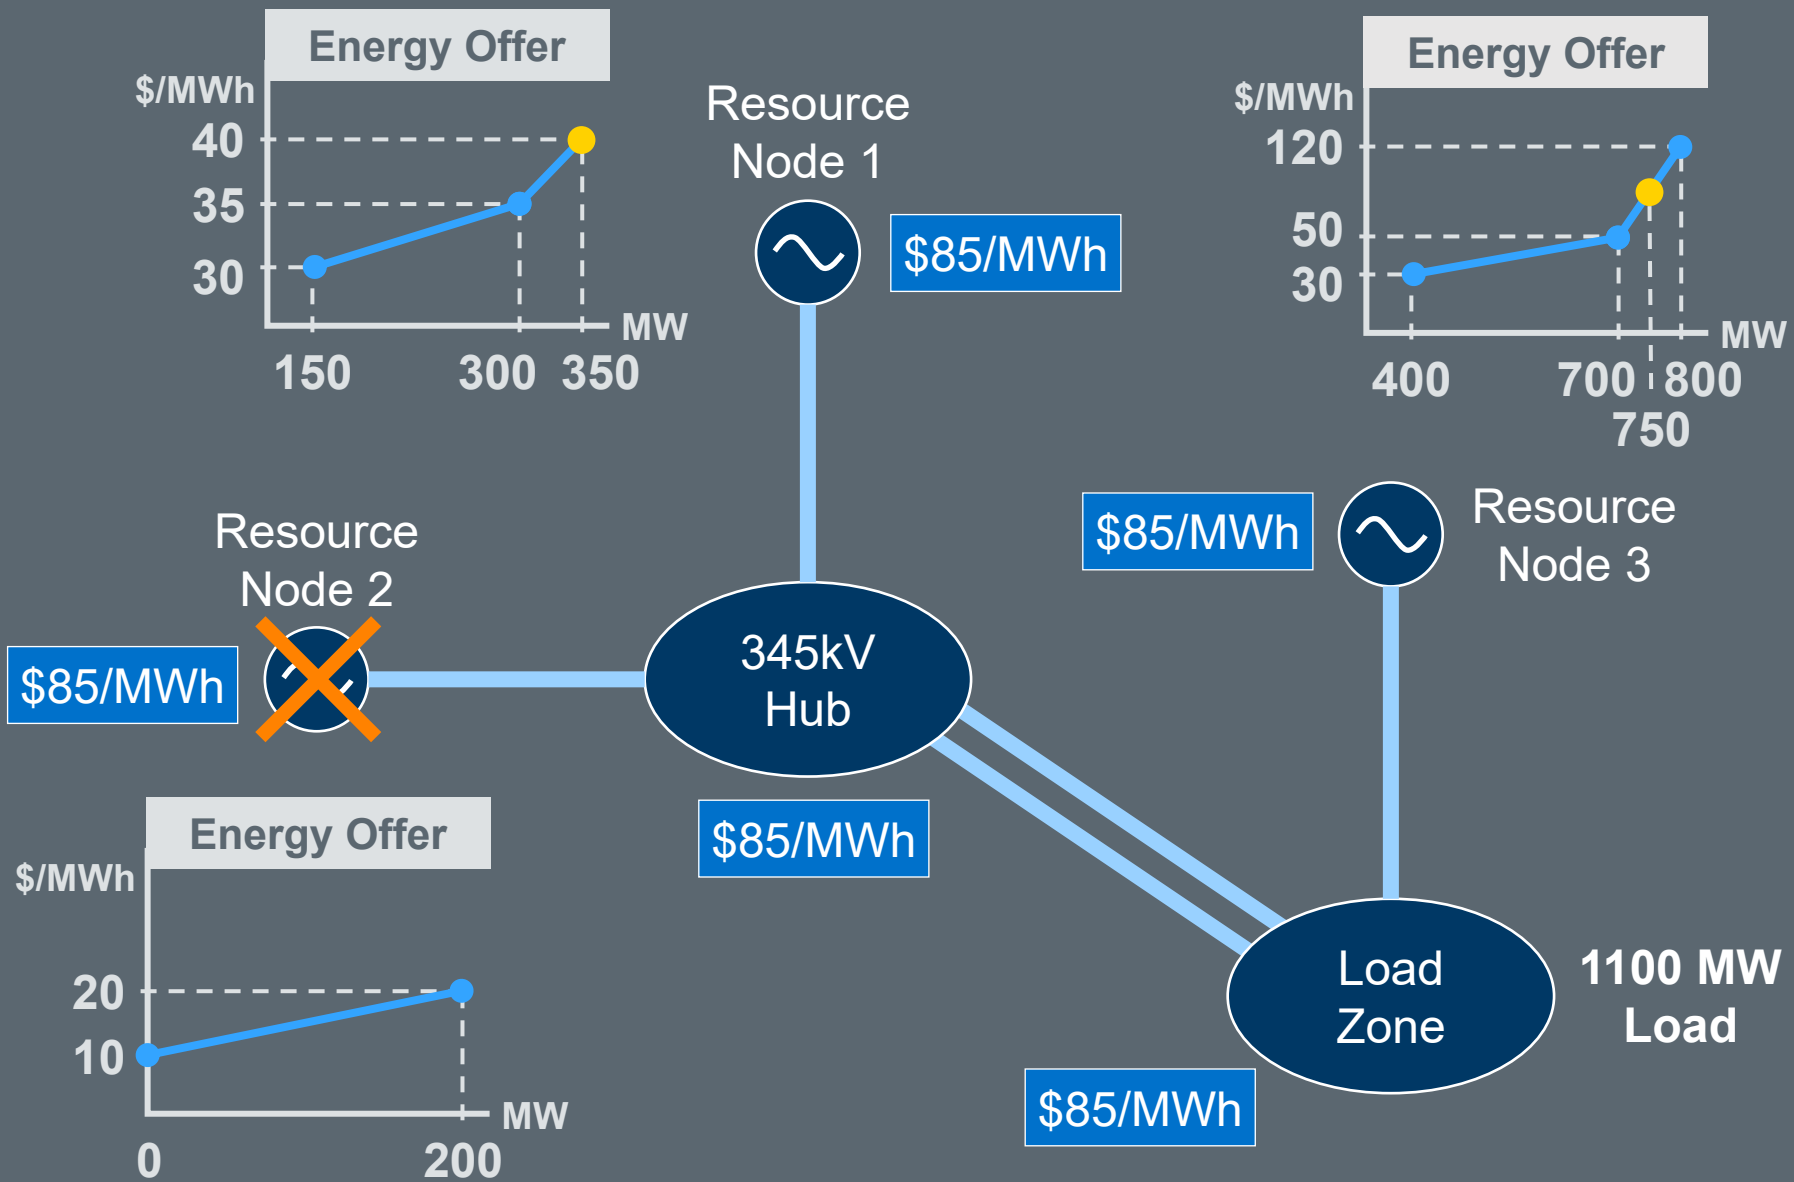 Energy Offer
$/MWh
40
35
30
MW
150 300 350
Resource
Node 1
$85/MWh
Energy Offer
$/MWh
120
50
30
MW
400 700 800
750
$85/MWh
Resource
Node 3
Resource
Node 2
$85/MWh
345kV
Hub
$85/MWh
Energy Offer
$/MWh
20
10
MW
0 200
Load
Zone
1100 MW
Load
$85/MWh